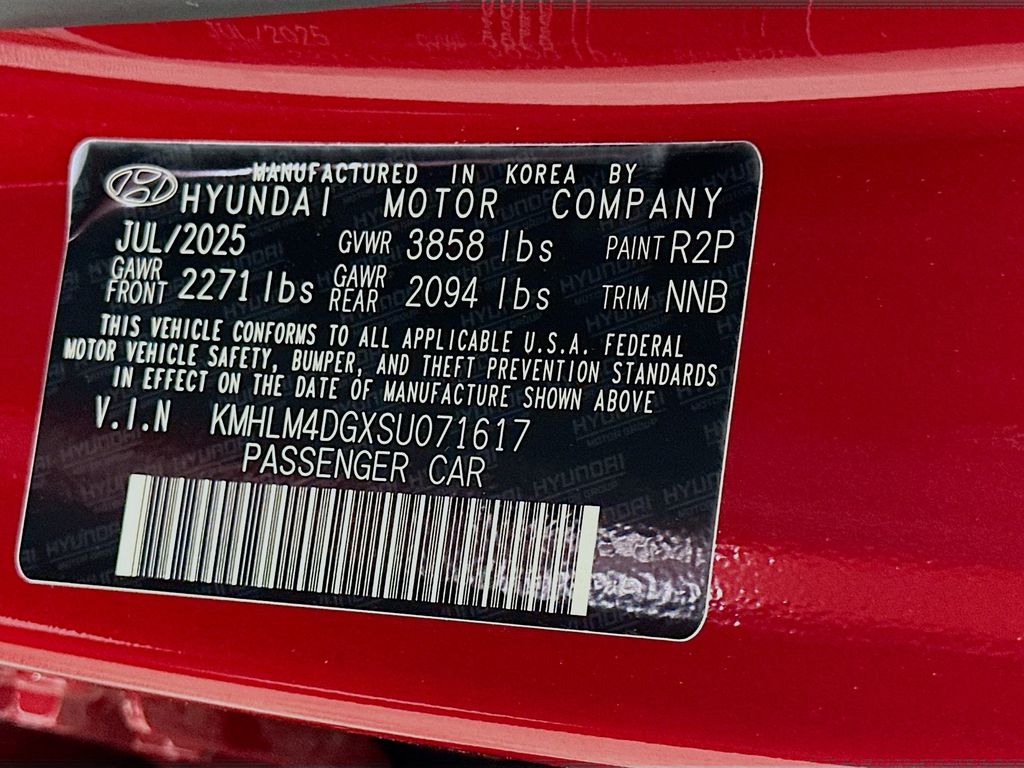 MANUFACTURED IN KOREA BY
HYUNDAI MOTOR COMPANY
JUL/2025 GVWR 3858 lbs PAINT R2P
GAWR FRONT 2271 lbs GAWR REAR 2094 lbs TRIM NNB
THIS VEHICLE CONFORMS TO ALL APPLICABLE U.S.A. FEDERAL
MOTOR VEHICLE SAFETY, BUMPER, AND THEFT PREVENTION STANDARDS
IN EFFECT ON THE DATE OF MANUFACTURE SHOWN ABOVE
V.I.N KMHLM4DGXSU071617
PASSENGER CAR